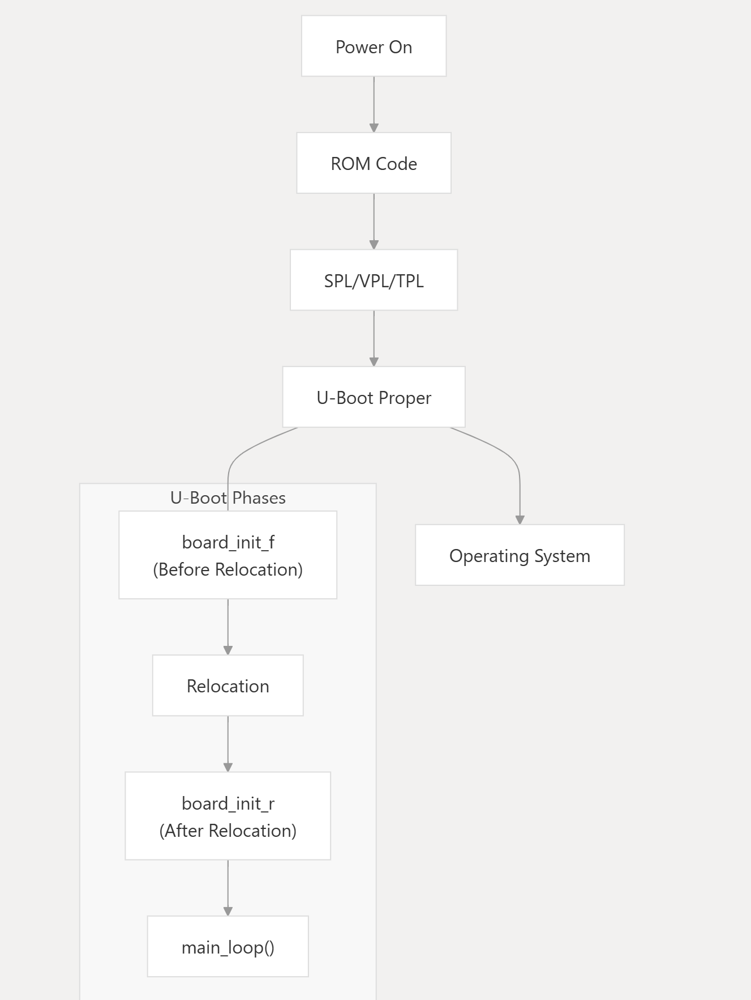 Power On
ROM Code
SPL/VPL/TPL
U-Boot Proper
U-Boot Phases
board_init_f
(Before Relocation)
Operating System
Relocation
board_init_r
(After Relocation)
main_loop()